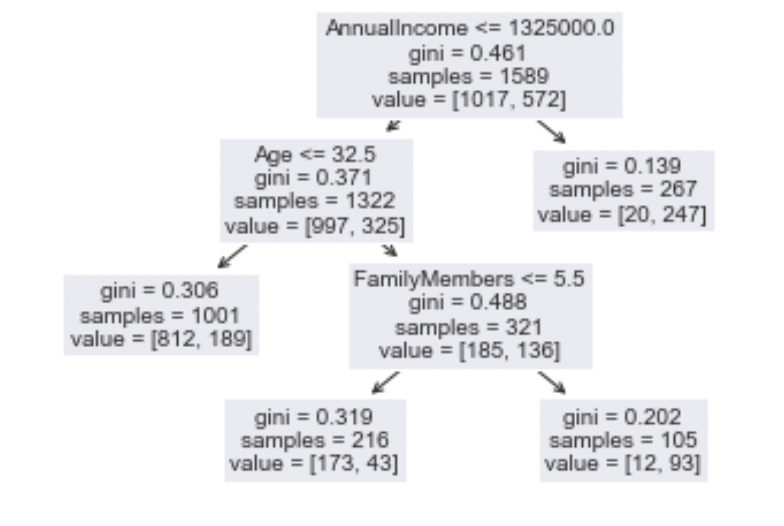 AnnualIncome <= 1325000.0
gini = 0.461
samples = 1589
value = [1017, 572]
Age <= 32.5
gini = 0.371
samples = 1322
value = [997, 325]
gini = 0.139
samples = 267
value = [20, 247]
gini = 0.306
samples = 1001
value = [812, 189]
FamilyMembers <= 5.5
gini = 0.488
samples = 321
value = [185, 136]
gini = 0.319
samples = 216
value = [173, 43]
gini = 0.202
samples = 105
value = [12, 93]